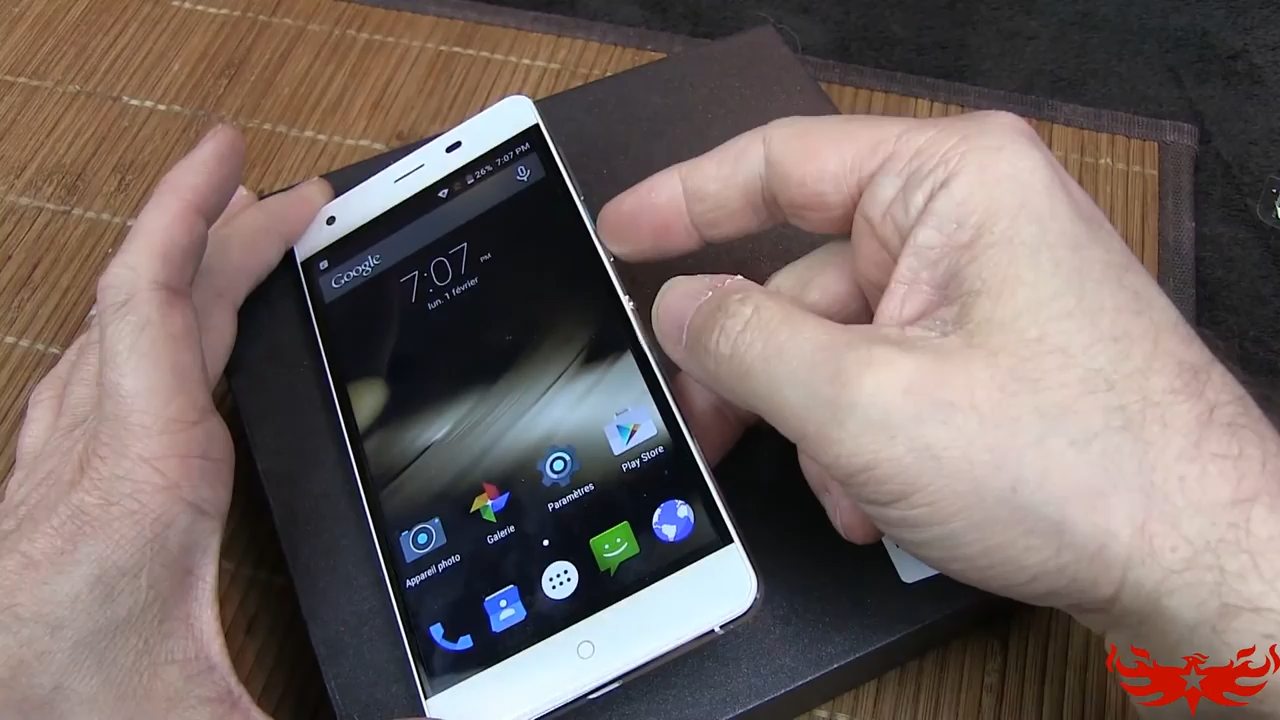 26% 7:07 PM
Google
7:07 PM
lun. 1 février
Play Store
Paramètres
Galerie
Appareil photo